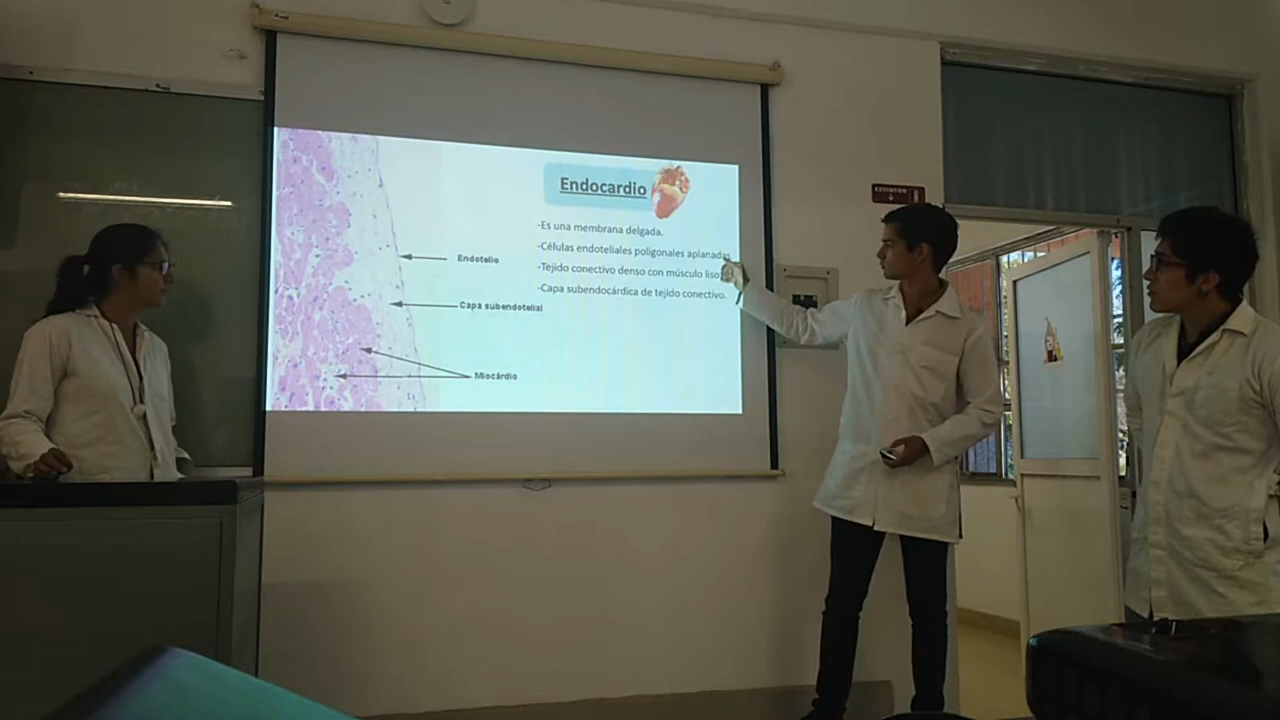 Endocardio
-Es una membrana delgada.
-Células endoteliales poligonales aplanadas
-Tejido conectivo denso con músculo liso
-Capa subendocárdica de tejido conectivo.
Endotelio
Capa subendotelial
Miocárdio
EXTINTOR